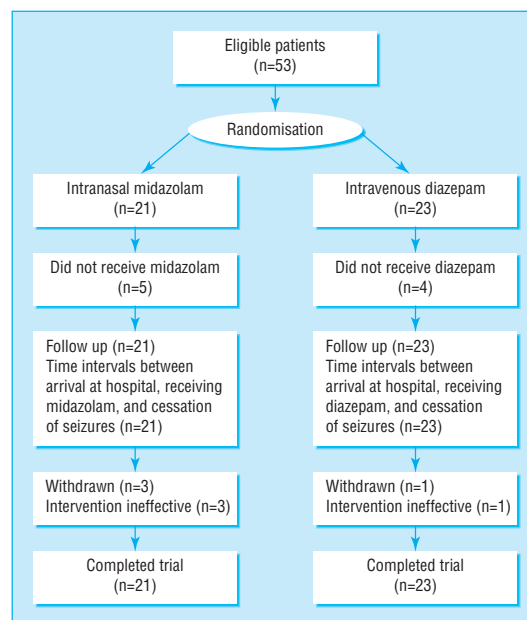 Eligible patients
(n=53)
Randomisation
Intranasal midazolam
(n=21)
Intravenous diazepam
(n=23)
Did not receive midazolam
(n=5)
Did not receive diazepam
(n=4)
Follow up (n=21)
Time intervals between
arrival at hospital, receiving
midazolam, and cessation
of seizures (n=21)
Follow up (n=23)
Time intervals between
arrival at hospital, receiving
diazepam, and cessation
of seizures (n=23)
Withdrawn (n=3)
Intervention ineffective (n=3)
Withdrawn (n=1)
Intervention ineffective (n=1)
Completed trial
(n=21)
Completed trial
(n=23)